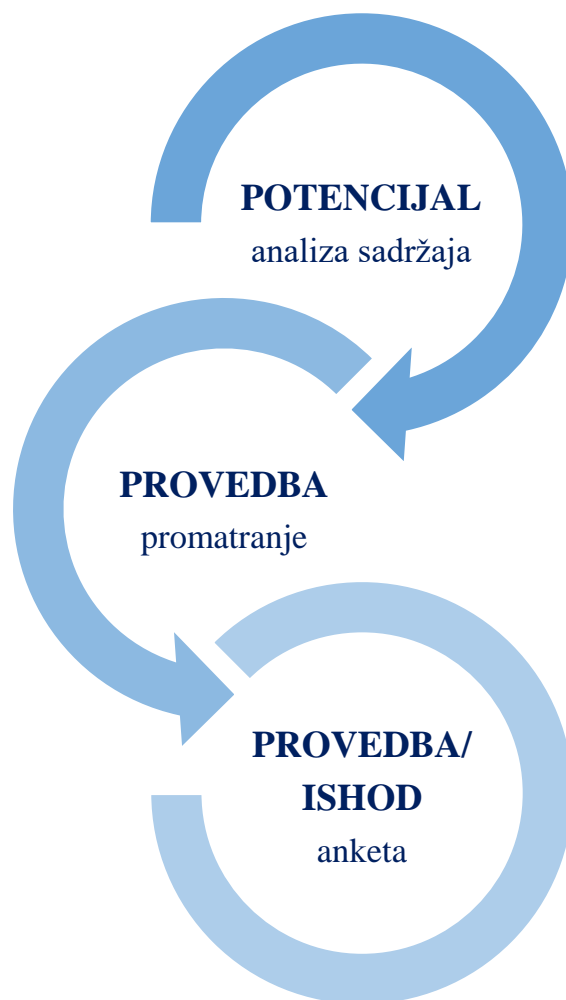 POTENCIJAL
analiza sadržaja
PROVEDBA
promatranje
PROVEDBA/
ISHOD
anketa